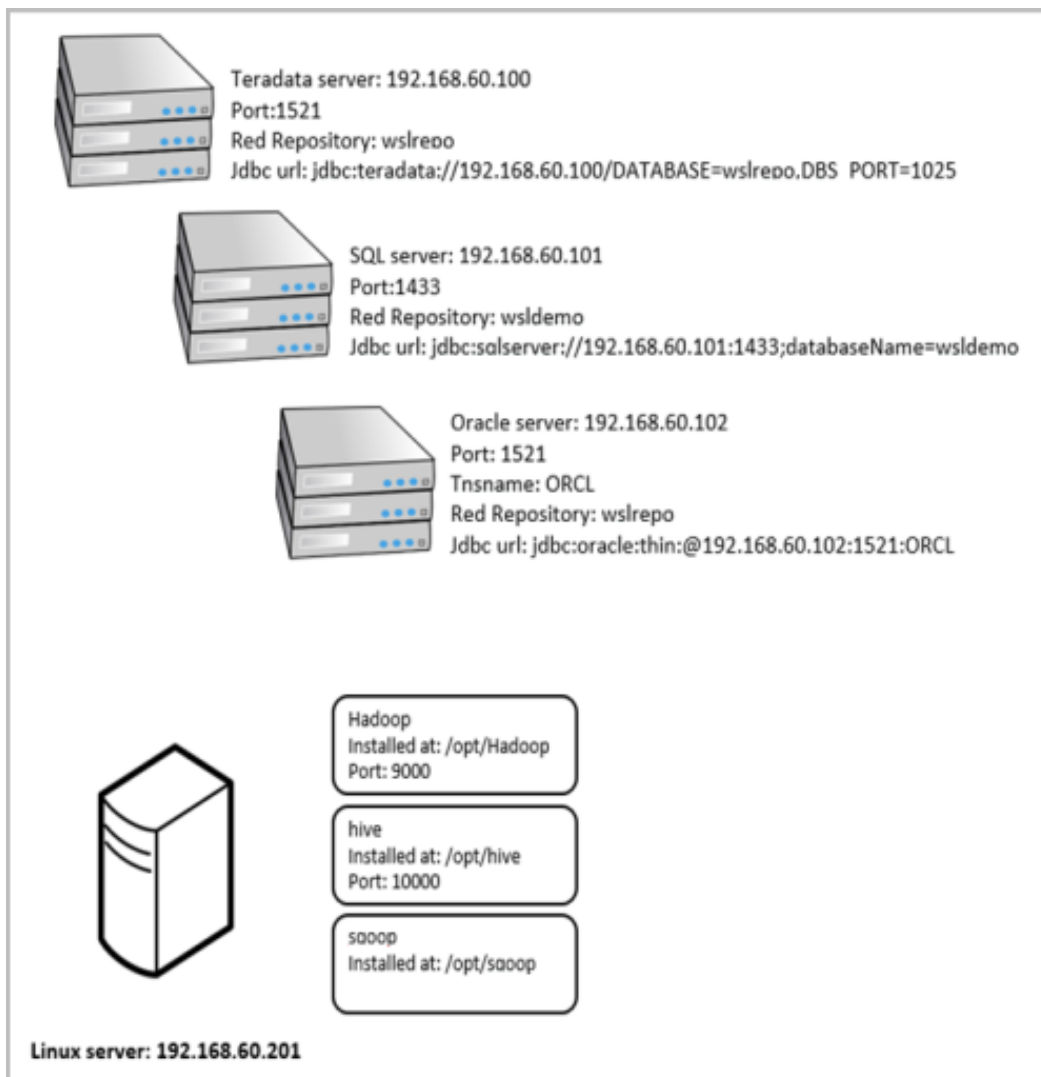 Teradata server: 192.168.60.100
Port:1521
Red Repository: wslrepo
Jdbc url: jdbc:teradata://192.168.60.100/DATABASE=wslrepo,DBS_PORT=1025
SQL server: 192.168.60.101
Port:1433
Red Repository: wsldemo
Jdbc url: jdbc:sqlserver://192.168.60.101:1433;databaseName=wsldemo
Oracle server: 192.168.60.102
Port: 1521
Tnsname: ORCL
Red Repository: wslrepo
Jdbc url: jdbc:oracle:thin:@192.168.60.102:1521:ORCL
Hadoop
Installed at: /opt/Hadoop
Port: 9000
hive
Installed at: /opt/hive
Port: 10000
sqoop
Installed at: /opt/sqoop
Linux server: 192.168.60.201